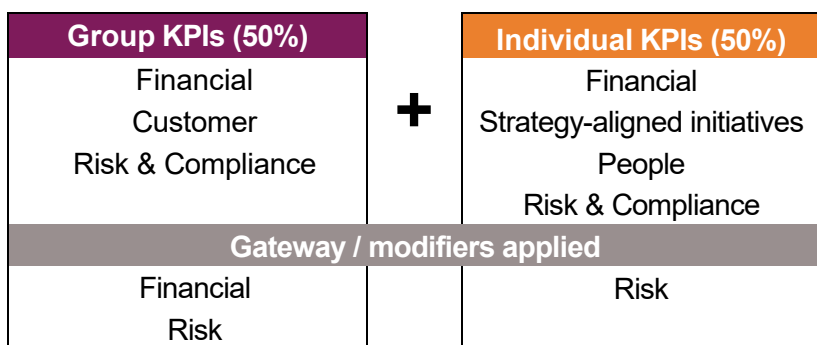 Group KPIs (50%)
Financial
Customer
Risk & Compliance
+
Individual KPIs (50%)
Financial
Strategy-aligned initiatives
People
Risk & Compliance
Gateway / modifiers applied
Financial
Risk
Risk